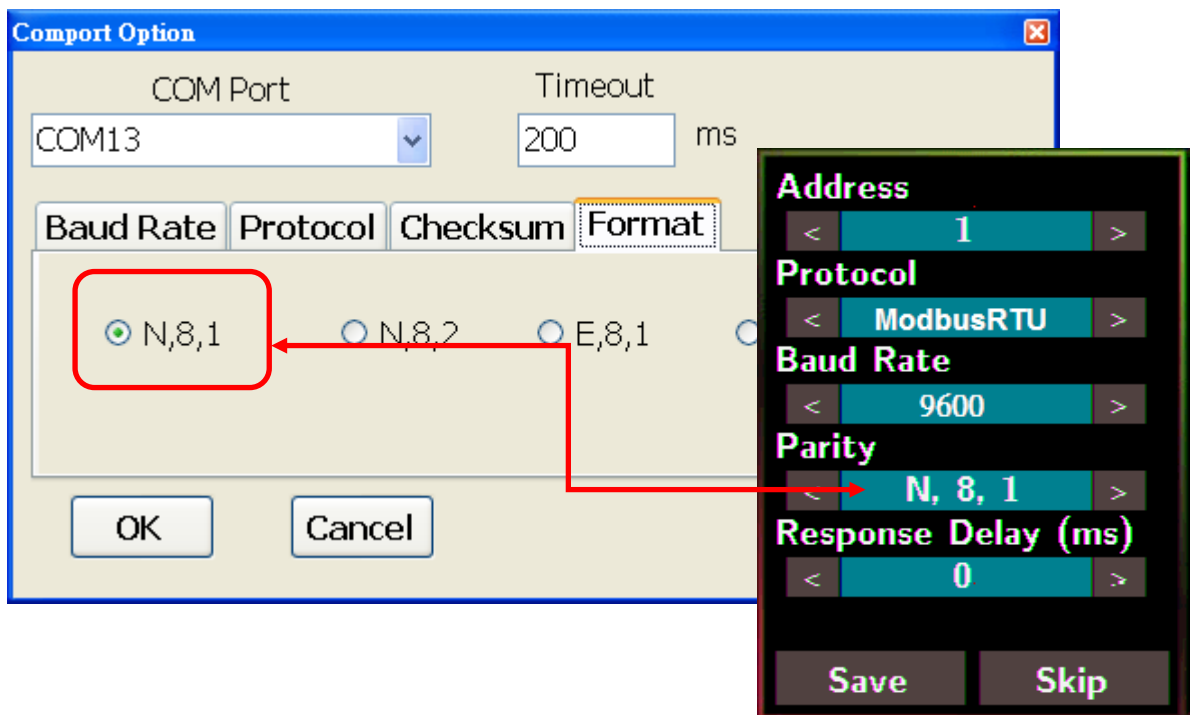 Comport Option
COM Port Timeout
COM13 200 ms
Baud Rate Protocol Checksum Format
N,8,1 N,8,2 E,8,1
OK Cancel
Address
< 1 >
Protocol
< ModbusRTU >
Baud Rate
< 9600 >
Parity
< N, 8, 1 >
Response Delay (ms)
< 0 >
Save Skip